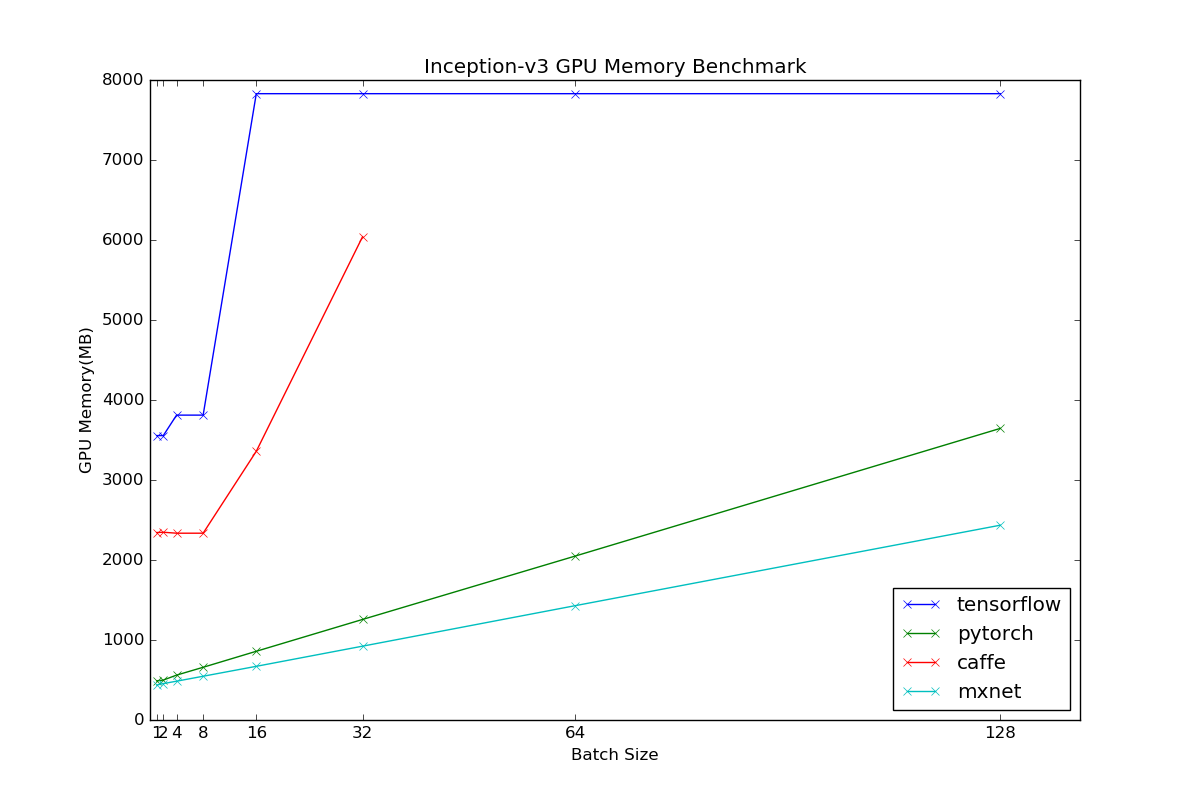 Inception-v3 GPU Memory Benchmark
8000
7000
6000
5000
4000
3000
2000
1000
0
GPU Memory(MB)
1 2 4 8 16 32 64 128
Batch Size
tensorflow
pytorch
caffe
mxnet